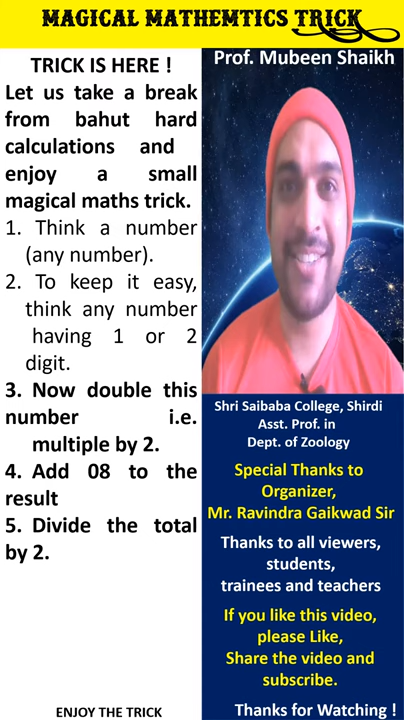 MAGICAL MATHEMTICS TRICK
TRICK IS HERE !
Let us take a break
from bahut hard
calculations and
enjoy a small
magical maths trick.
1. Think a number
(any number).
2. To keep it easy,
think any number
having 1 or 2
digit.
3. Now double this
number i.e.
multiple by 2.
4. Add 08 to the
result
5. Divide the total
by 2.
ENJOY THE TRICK
Prof. Mubeen Shaikh
Shri Saibaba College, Shirdi
Asst. Prof. in
Dept. of Zoology
Special Thanks to
Organizer,
Mr. Ravindra Gaikwad Sir
Thanks to all viewers,
students,
trainees and teachers
If you like this video,
please Like,
Share the video and
subscribe.
Thanks for Watching !